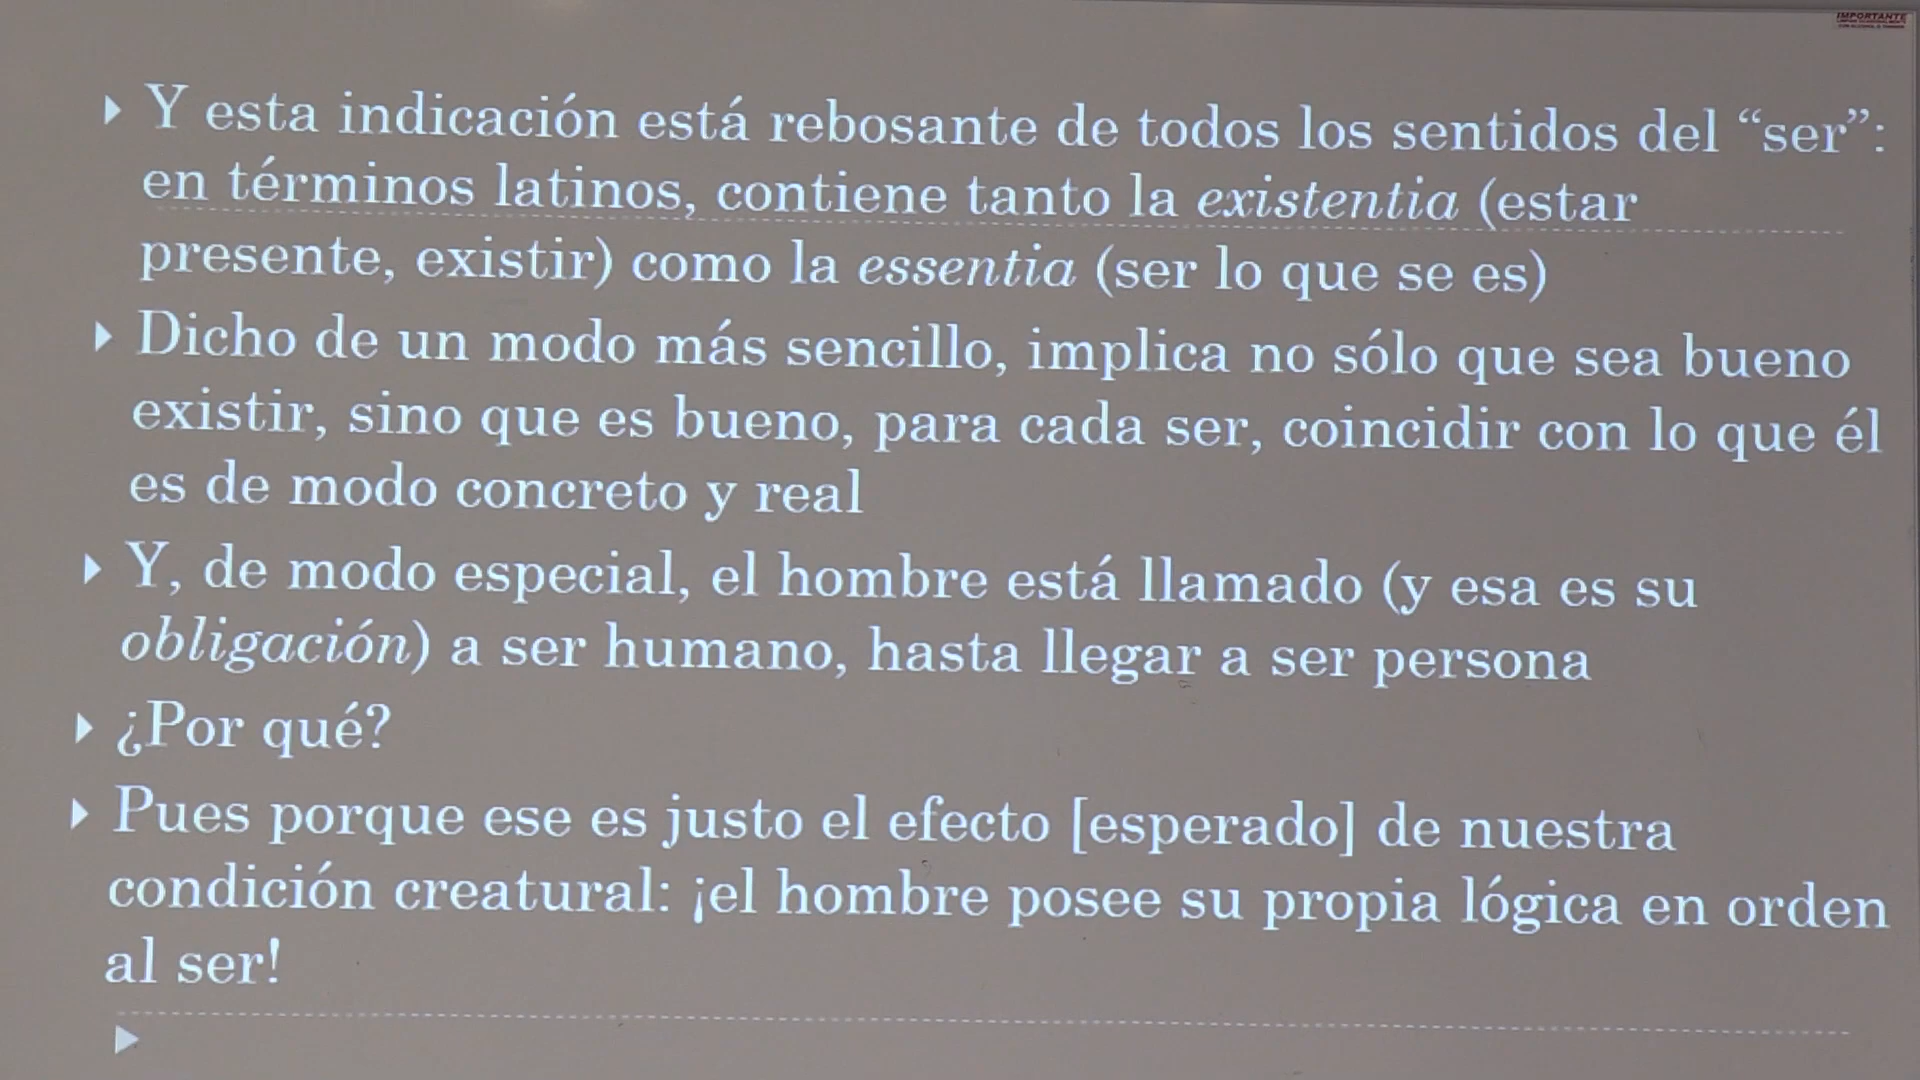 IMPORTANTE
Y esta indicación está rebosante de todos los sentidos del “ser”:
en términos latinos, contiene tanto la existentia (estar
presente, existir) como la essentia (ser lo que se es)
Dicho de un modo más sencillo, implica no sólo que sea bueno
existir, sino que es bueno, para cada ser, coincidir con lo que él
es de modo concreto y real
Y, de modo especial, el hombre está llamado (y esa es su
obligación) a ser humano, hasta llegar a ser persona
¿Por qué?
Pues porque ese es justo el efecto [esperado] de nuestra
condición creatural: ¡el hombre posee su propia lógica en orden
al ser!